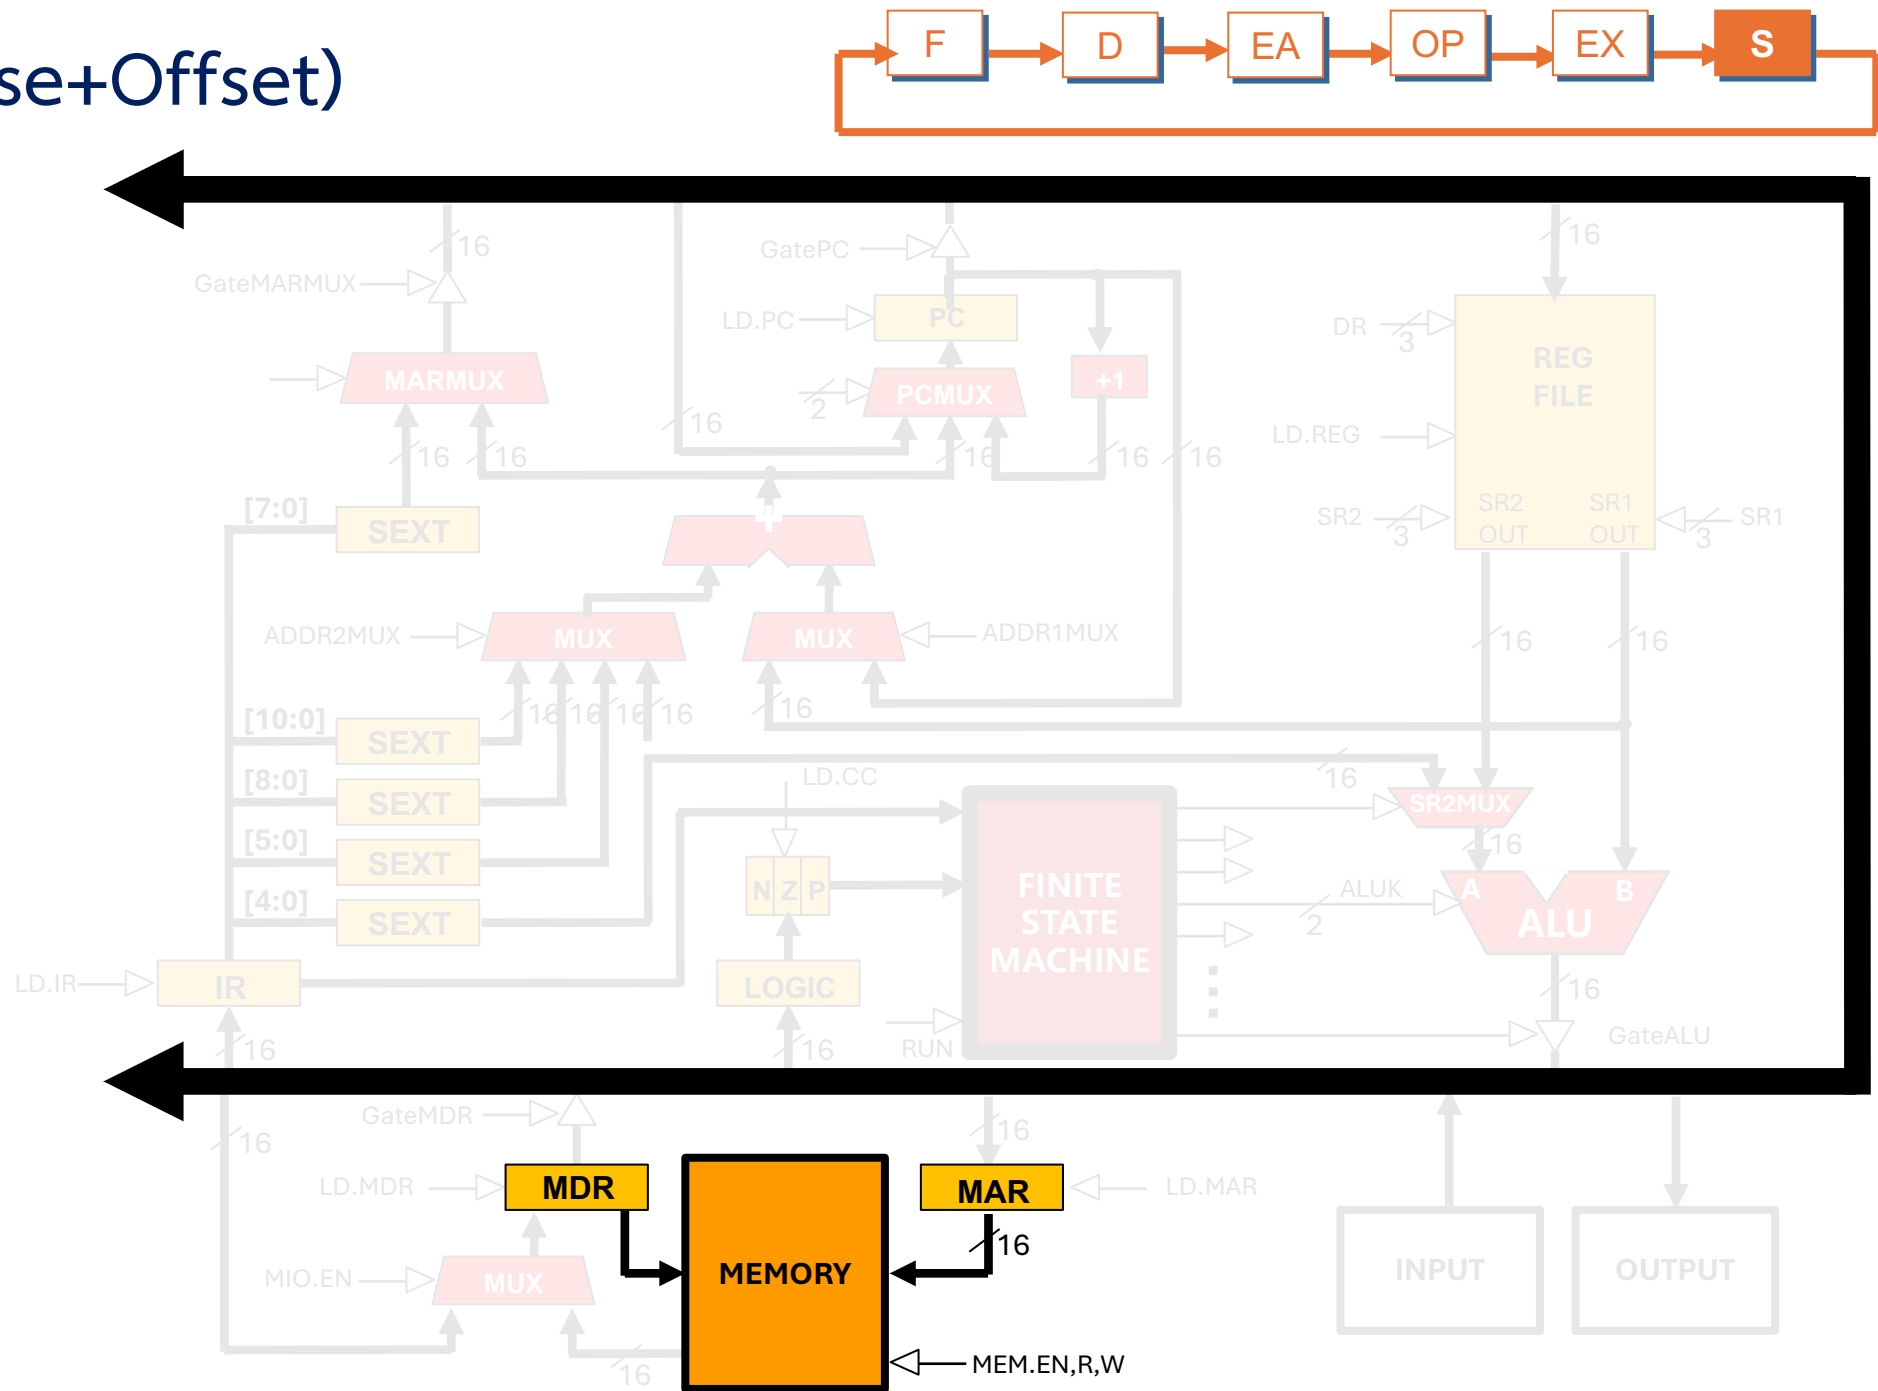 F D EA OP EX S
se+Offset)
16
GatePC
16
GateMARMUX
LD.PC
PC
DR
3
REG
FILE
MARMUX
2
PCMUX
+1
16
LD.REG
16
16
16
16
16
[7:0]
SEXT
+
SR2
3
SR2
OUT
SR1
OUT
3
SR1
ADDR2MUX
MUX
MUX
ADDR1MUX
16
16
16
16
16
16
16
[10:0]
SEXT
[8:0]
SEXT
LD.CC
16
SR2MUX
[5:0]
SEXT
16
[4:0]
SEXT
N Z P
FINITE
STATE
MACHINE
ALUK
2
A
B
ALU
LD.IR
IR
LOGIC
16
16
16
RUN
GateALU
GateMDR
16
16
LD.MDR
MDR
MAR
LD.MAR
16
MEMORY
MIO.EN
MUX
INPUT
OUTPUT
16
MEM.EN,R,W